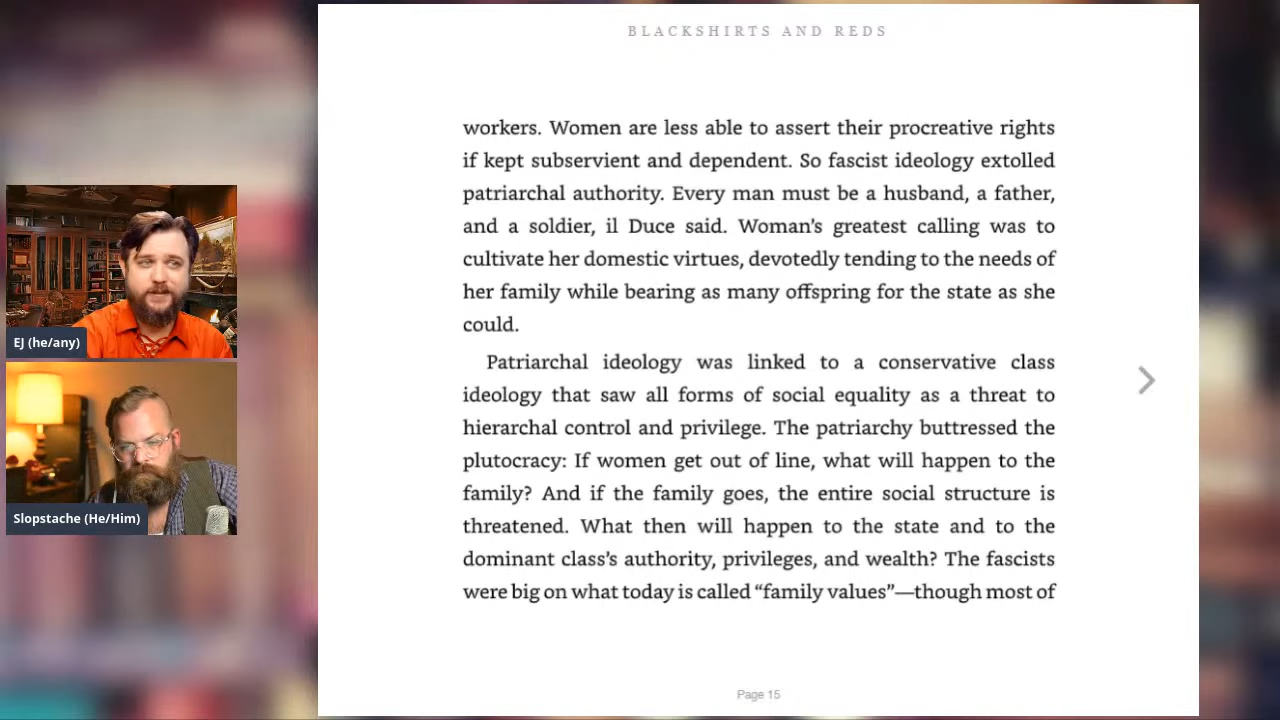 BLACKSHIRTS AND REDS
workers. Women are less able to assert their procreative rights
if kept subservient and dependent. So fascist ideology extolled
patriarchal authority. Every man must be a husband, a father,
and a soldier, il Duce said. Woman's greatest calling was to
cultivate her domestic virtues, devotedly tending to the needs of
her family while bearing as many offspring for the state as she
could.
Patriarchal ideology was linked to a conservative class
ideology that saw all forms of social equality as a threat to
hierarchal control and privilege. The patriarchy buttressed the
plutocracy: If women get out of line, what will happen to the
family? And if the family goes, the entire social structure is
threatened. What then will happen to the state and to the
dominant class's authority, privileges, and wealth? The fascists
were big on what today is called “family values”—though most of
Page 15
EJ (he/any)
Slopstache (He/Him)